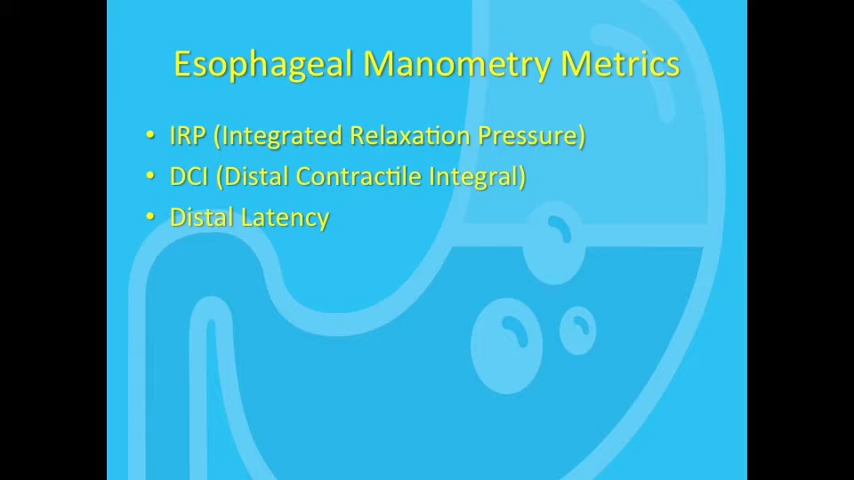 Esophageal Manometry Metrics
• IRP (Integrated Relaxation Pressure)
• DCI (Distal Contractile Integral)
• Distal Latency